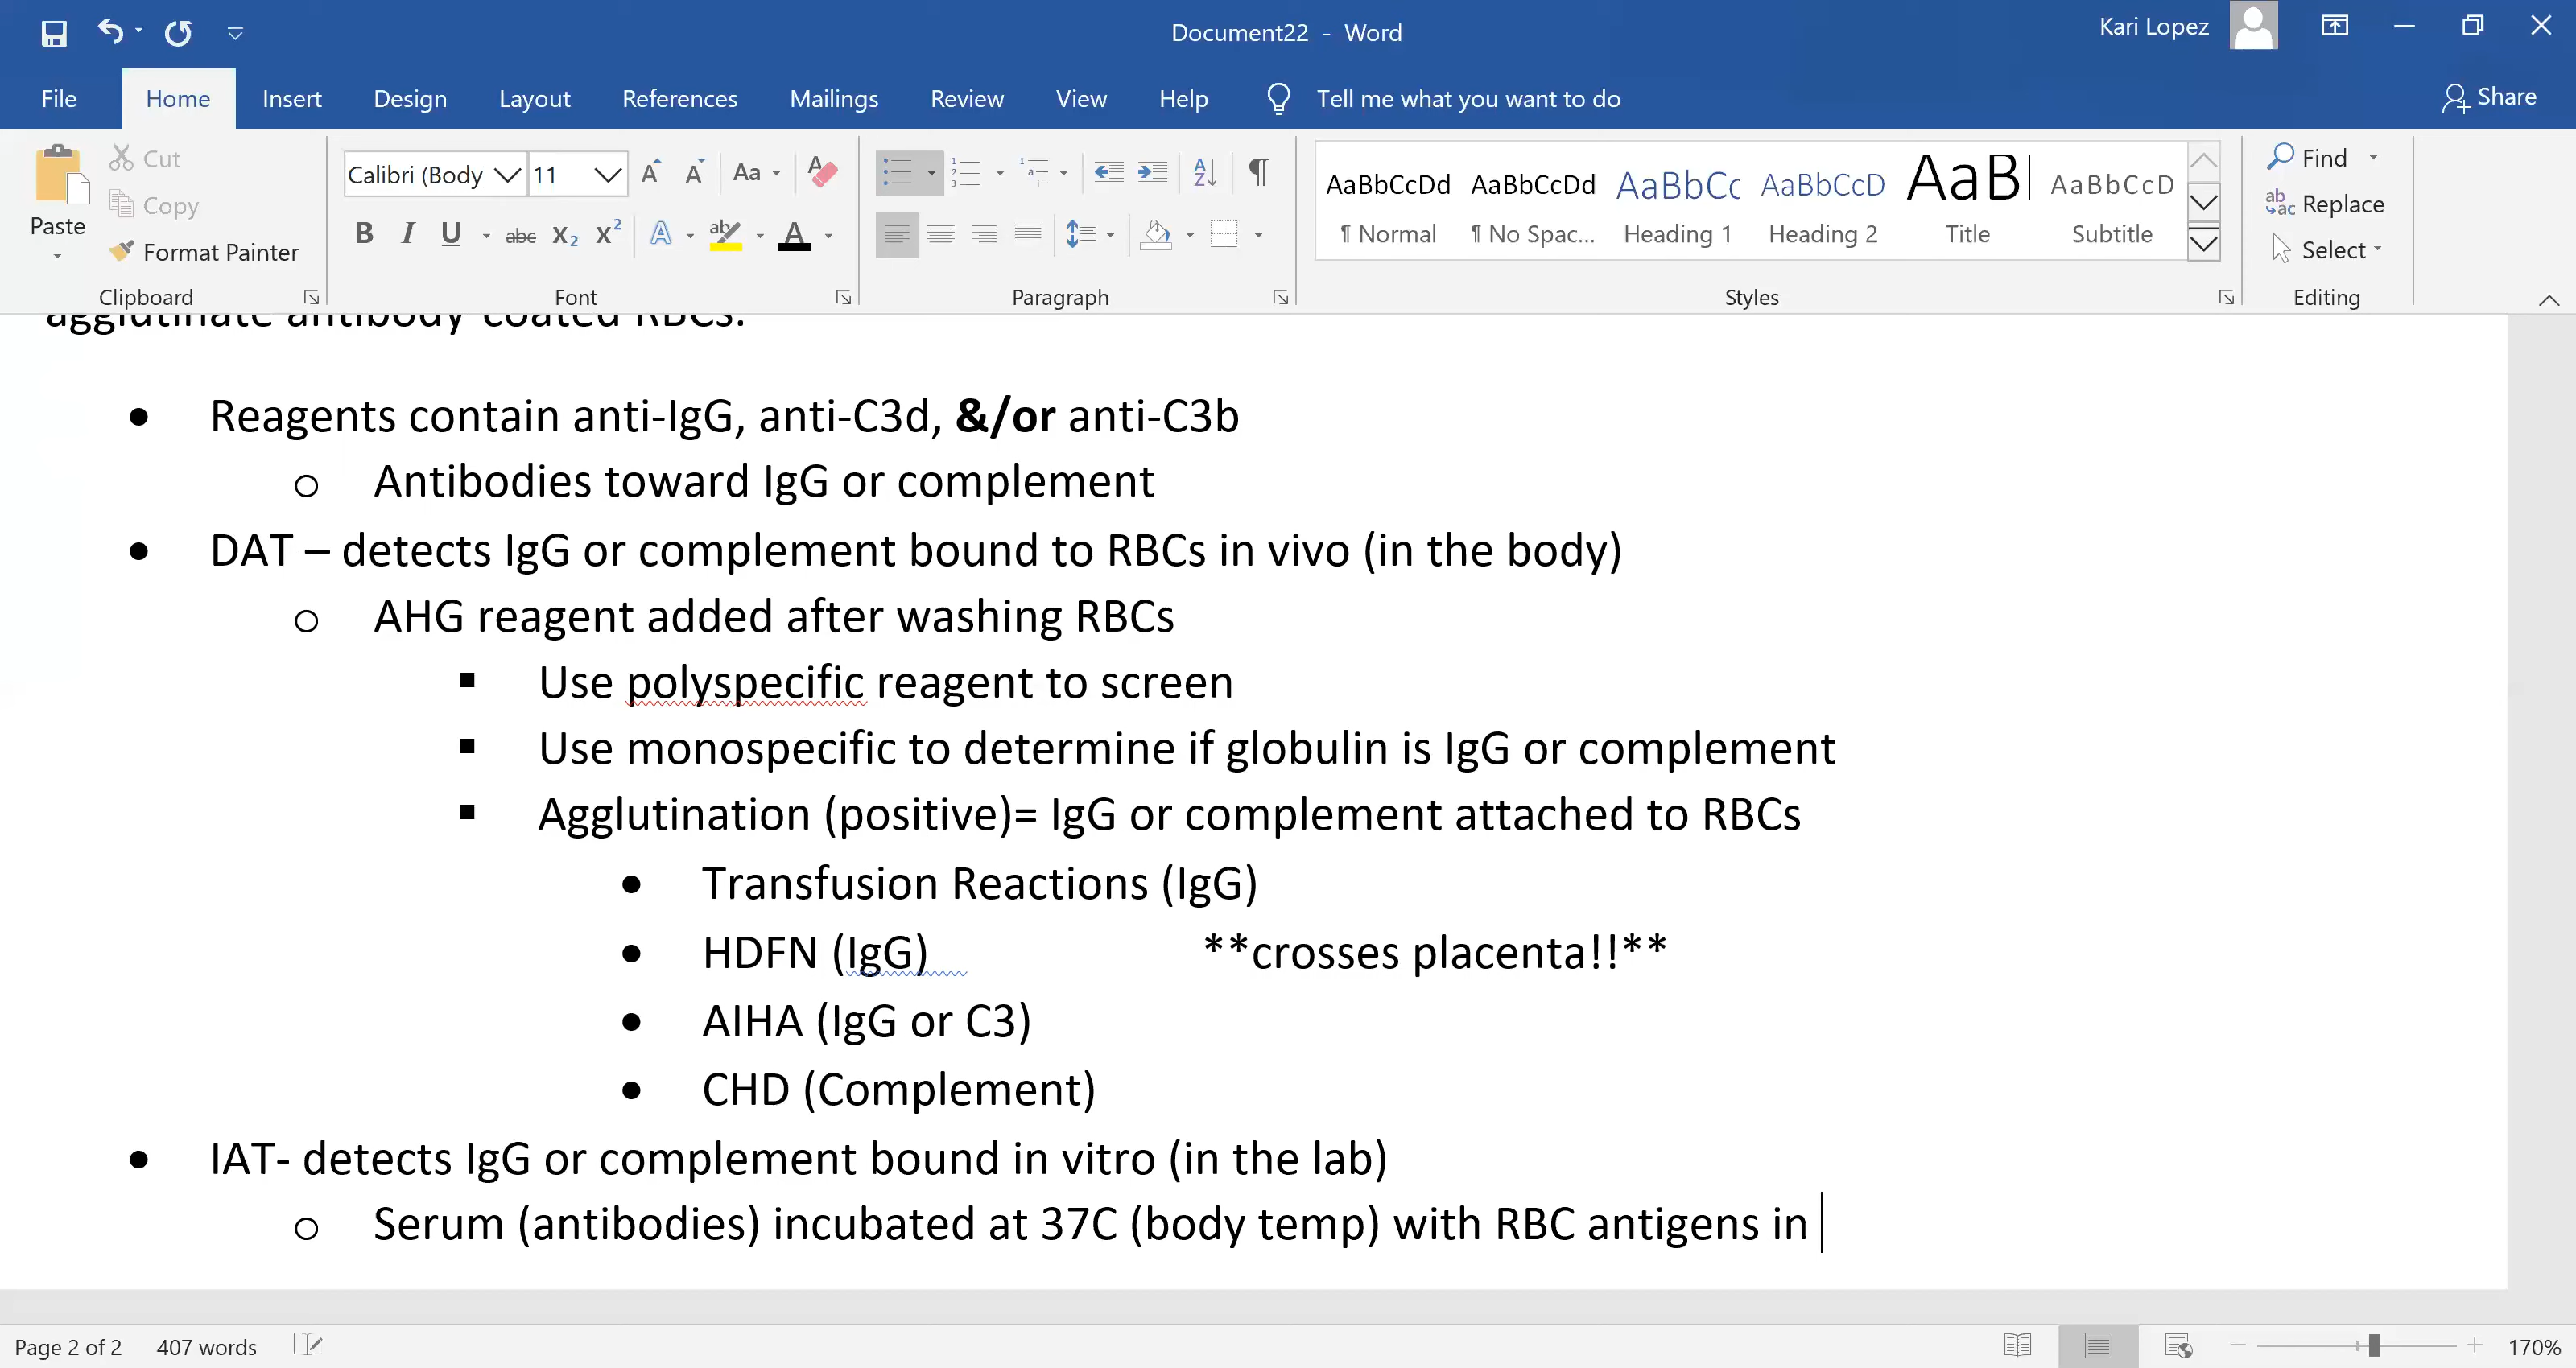 Document22 - Word
Kari Lopez
File Home Insert Design Layout References Mailings Review View Help Tell me what you want to do Share
Paste
Cut
Copy
Format Painter
Clipboard
Calibri (Body 11
Font
Paragraph
AaBbCcDd AaBbCcDd AaBbCc AaBbCcD AaB AaBbCcD
¶ Normal ¶ No Spac... Heading 1 Heading 2 Title Subtitle
Styles
Find
Replace
Select
Editing
agglutinate antibody-coated RBCs.
• Reagents contain anti-IgG, anti-C3d, &/or anti-C3b
o Antibodies toward IgG or complement
• DAT – detects IgG or complement bound to RBCs in vivo (in the body)
o AHG reagent added after washing RBCs
▪ Use polyspecific reagent to screen
▪ Use monospecific to determine if globulin is IgG or complement
▪ Agglutination (positive)= IgG or complement attached to RBCs
• Transfusion Reactions (IgG)
• HDFN (IgG) **crosses placenta!!**
• AIHA (IgG or C3)
• CHD (Complement)
• IAT- detects IgG or complement bound in vitro (in the lab)
o Serum (antibodies) incubated at 37C (body temp) with RBC antigens in
Page 2 of 2 407 words 170%